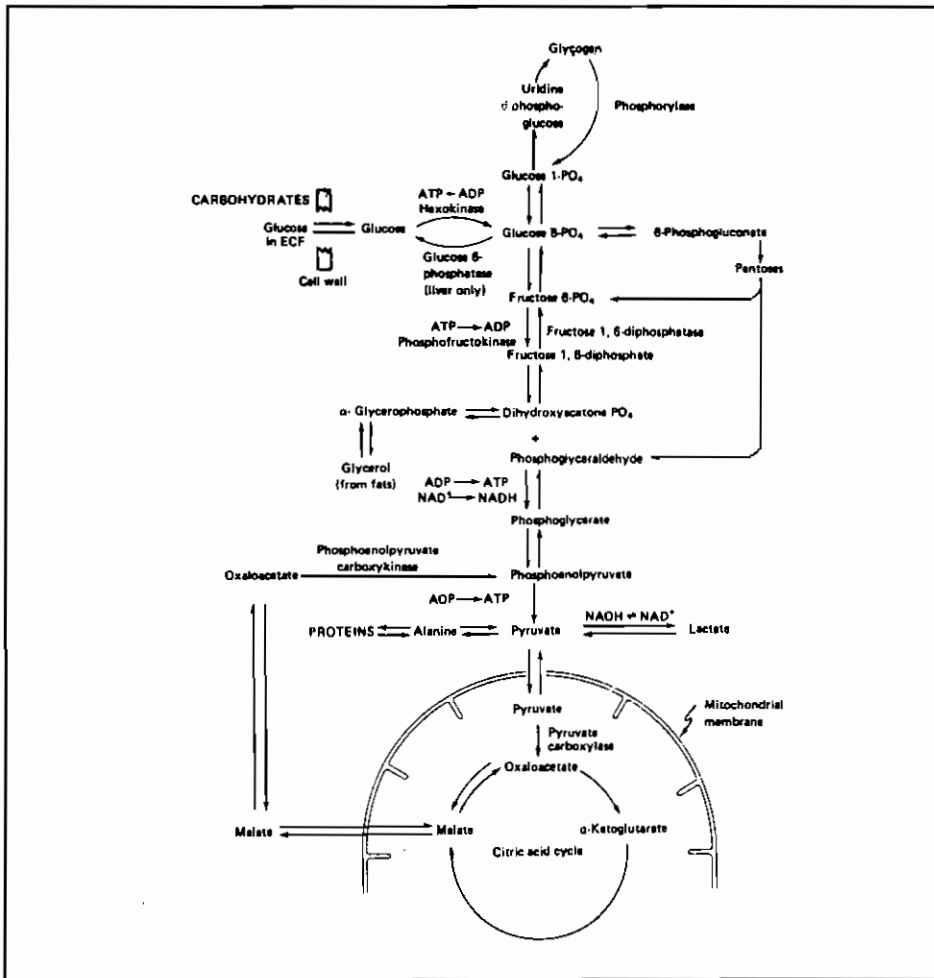 Glycogen
Uridine
diphospho-
glucose
Phosphorylase
Glucose 1-PO₄
CARBOHYDRATES
ATP ← ADP
Hexokinase
Glucose
in ECF
Glucose
Glucose 6-PO₄
6-Phosphogluconate
Glucose 6-
phosphatase
(liver only)
Cell wall
Pentoses
Fructose 6-PO₄
ATP → ADP
Phosphofructokinase
Fructose 1, 6-diphosphatase
Fructose 1, 6-diphosphate
α- Glycerophosphate
Dihydroxyacetone PO₄
+
Glycerol
(from fats)
Phosphoglyceraldehyde
ADP → ATP
NAD⁺ → NADH
Phosphoglycerate
Phosphoenolpyruvate
carboxykinase
Oxaloacetate
Phosphoenolpyruvate
ADP → ATP
PROTEINS
Alanine
Pyruvate
NADH ⇌ NAD⁺
Lactate
Mitochondrial
membrane
Pyruvate
Pyruvate
carboxylase
Oxaloacetate
Malate
Malate
α-Ketoglutarate
Citric acid cycle